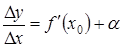 Δy/Δx = f′(x₀) + α